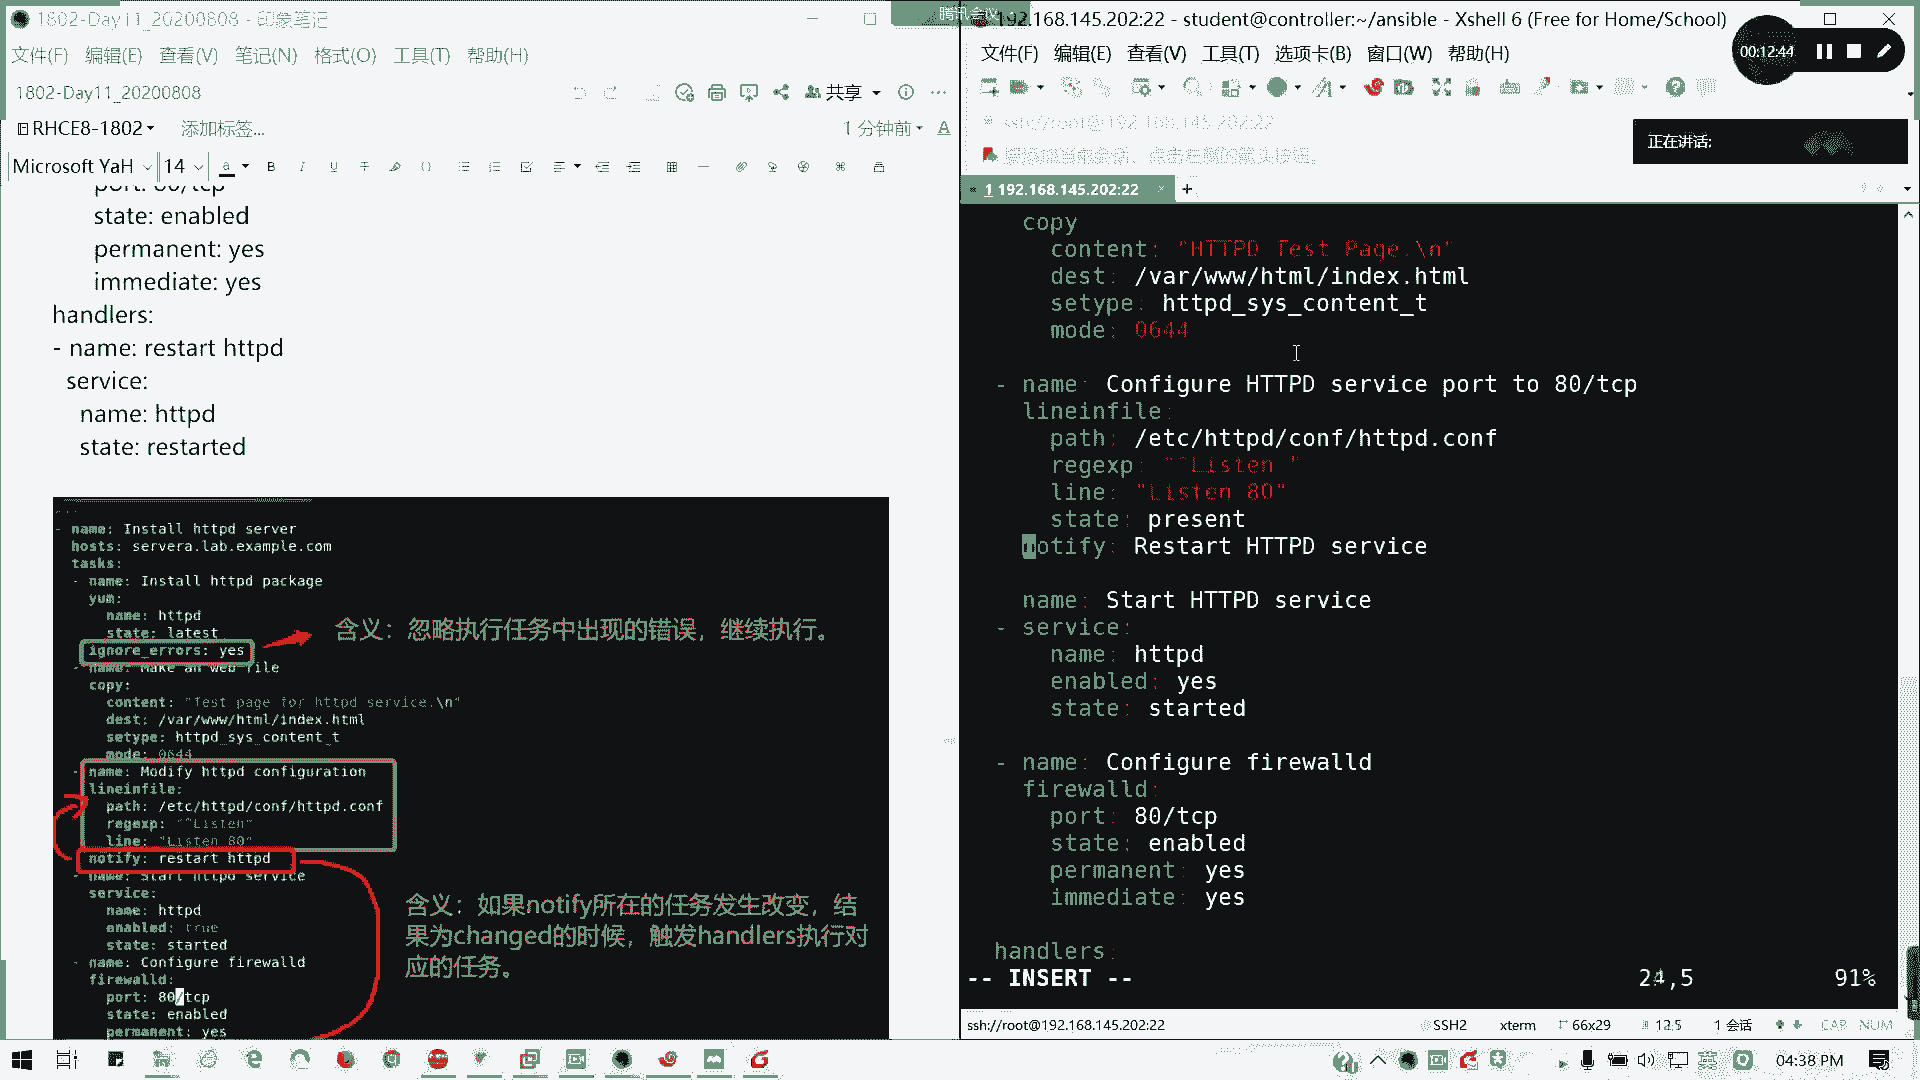 1802-Day11_20200808 - 印象笔记
文件(F) 编辑(E) 查看(V) 笔记(N) 格式(O) 工具(T) 帮助(H)
1802-Day11_20200808
共享
RHCE8-1802
添加标签...
1 分钟前
Microsoft YaH
14
port: 80/tcp
state: enabled
permanent: yes
immediate: yes
handlers:
- name: restart httpd
service:
name: httpd
state: restarted
- name: Install httpd server
hosts: servera.lab.example.com
tasks:
- name: Install httpd package
yum:
name: httpd
state: latest
ignore_errors: yes
含义：忽略执行任务中出现的错误，继续执行。
- name: Make an web file
copy:
content: "Test page for httpd service.\n"
dest: /var/www/html/index.html
setype: httpd_sys_content_t
mode: 0644
- name: Modify httpd configuration
lineinfile:
path: /etc/httpd/conf/httpd.conf
regexp: "^Listen"
line: "Listen 80"
notify: restart httpd
- name: Start httpd service
service:
name: httpd
enabled: true
state: started
含义：如果notify所在的任务发生改变，结
果为changed的时候，触发handlers执行对
应的任务。
- name: Configure firewalld
firewalld:
port: 80/tcp
state: enabled
permanent: yes
腾讯会议
192.168.145.202:22 - student@controller:~/ansible - Xshell 6 (Free for Home/School)
文件(F) 编辑(E) 查看(V) 工具(T) 选项卡(B) 窗口(W) 帮助(H)
00:12:44
ssh://root@192.168.145.202:22
正在讲话:
1 192.168.145.202:22
copy
content: "HTTPD Test Page.\n"
dest: /var/www/html/index.html
setype: httpd_sys_content_t
mode: 0644
- name: Configure HTTPD service port to 80/tcp
lineinfile:
path: /etc/httpd/conf/httpd.conf
regexp: "^Listen "
line: "Listen 80"
state: present
notify: Restart HTTPD service
name: Start HTTPD service
- service:
name: httpd
enabled: yes
state: started
- name: Configure firewalld
firewalld:
port: 80/tcp
state: enabled
permanent: yes
immediate: yes
handlers:
-- INSERT --
24,5
91%
ssh://root@192.168.145.202:22
SSH2
xterm
66x29
12,5
1 会话
CAP NUM
04:38 PM